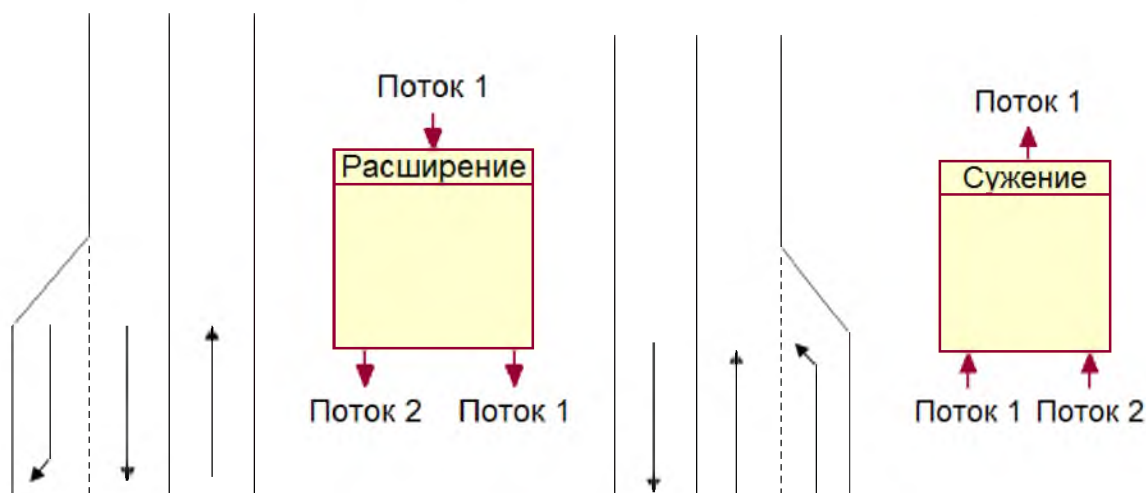 Поток 1
Расширение
Поток 2 Поток 1
Поток 1
Сужение
Поток 1 Поток 2